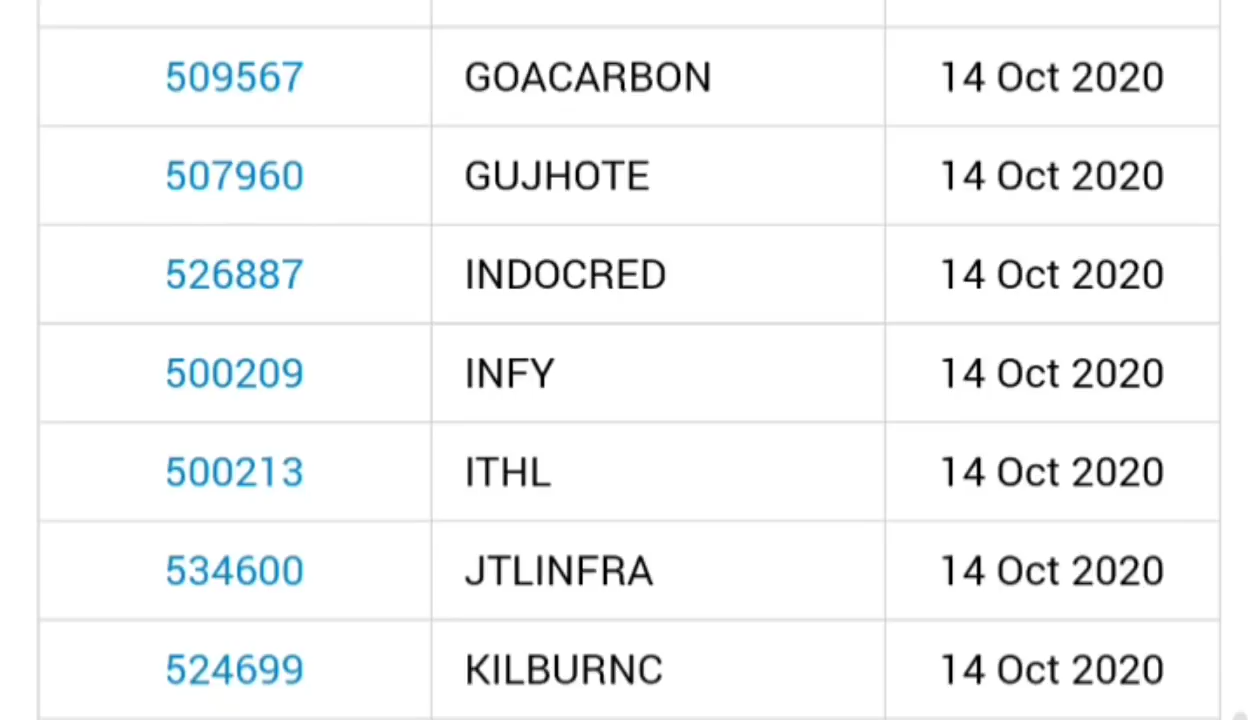 509567 GOACARBON 14 Oct 2020
507960 GUJHOTE 14 Oct 2020
526887 INDOCRED 14 Oct 2020
500209 INFY 14 Oct 2020
500213 ITHL 14 Oct 2020
534600 JTLINFRA 14 Oct 2020
524699 KILBURNC 14 Oct 2020